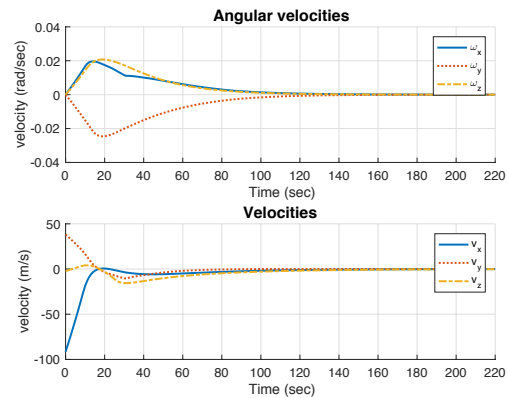 Angular velocities
velocity (rad/sec)
0.04
0.02
0
-0.02
-0.04
ω_x
ω_y
ω_z
0 20 40 60 80 100 120 140 160 180 200 220
Time (sec)
Velocities
velocity (m/s)
50
0
-50
-100
v_x
v_y
v_z
0 20 40 60 80 100 120 140 160 180 200 220
Time (sec)